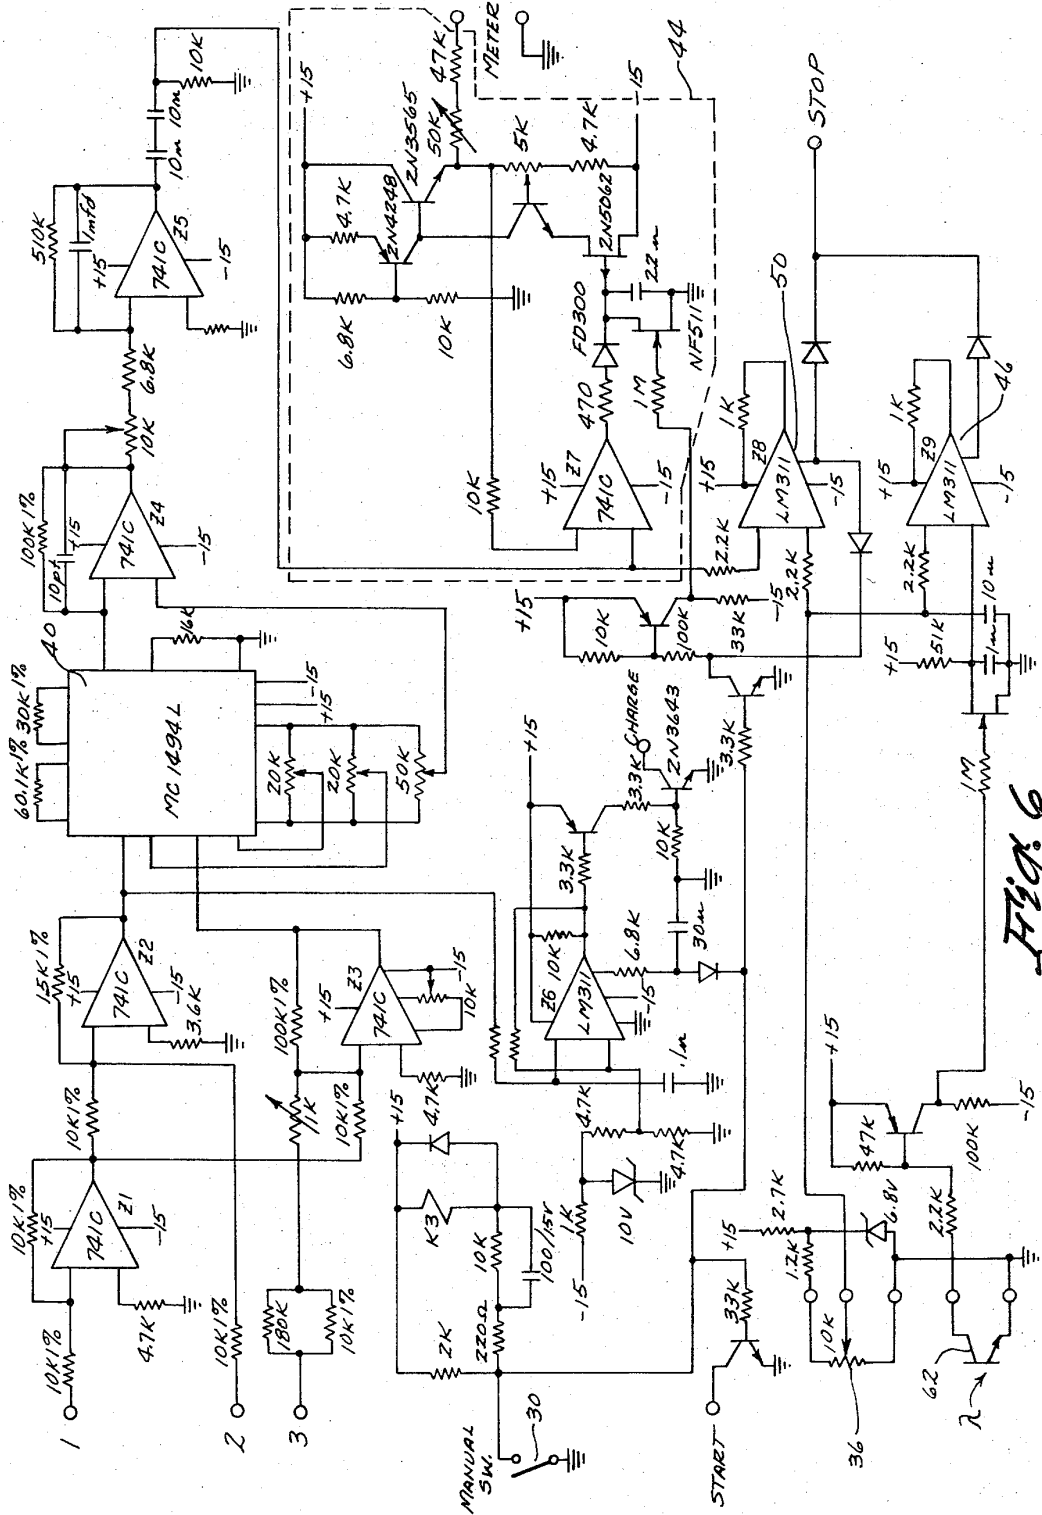 1
10K1%
10K1%
+15
741C
Z1
-15
4.7K
10K1%
15K1%
+15
741C
Z2
-15
3.6K
2
10K1%
3
180K
10K1%
1K
10K1%
100K1%
+15
741C
Z3
-15
10K
4.7K
60.1K1%
30K1%
40
MC1494L
16K
-15
+15
20K
20K
50K
100K1%
10pf
+15
741C
Z4
-15
10K
6.8K
510K
1mfd
+15
741C
Z5
-15
10m
10m
10K
+15
6.8K
4.7K
2N4248
2N3565
10K
50K
47K
METER
5K
4.7K
-15
2N5062
22m
FD300
470
1M
NF511
10K
+15
Z7
741C
-15
44
MANUAL
SW.
30
2K
220Ω
10K
100/15V
K3
+15
-15
1K
10V
4.7K
4.7K
.1m
Z6
LM311
10K
-15
6.8K
30m
3.3K
+15
3.3K
10K
CHARGE
2N3643
3.3K
+15
10K
100K
33K
-15
2.2K
2.2K
+15
Z8
LM311
-15
1K
50
STOP
+15
Z9
LM311
-15
1K
46
2.2K
+15
51K
1m
10m
1M
START
33K
36
10K
1.2K
+15
2.7K
6.8V
62
λ
2.2K
47K
+15
100K
-15
Fig. 6